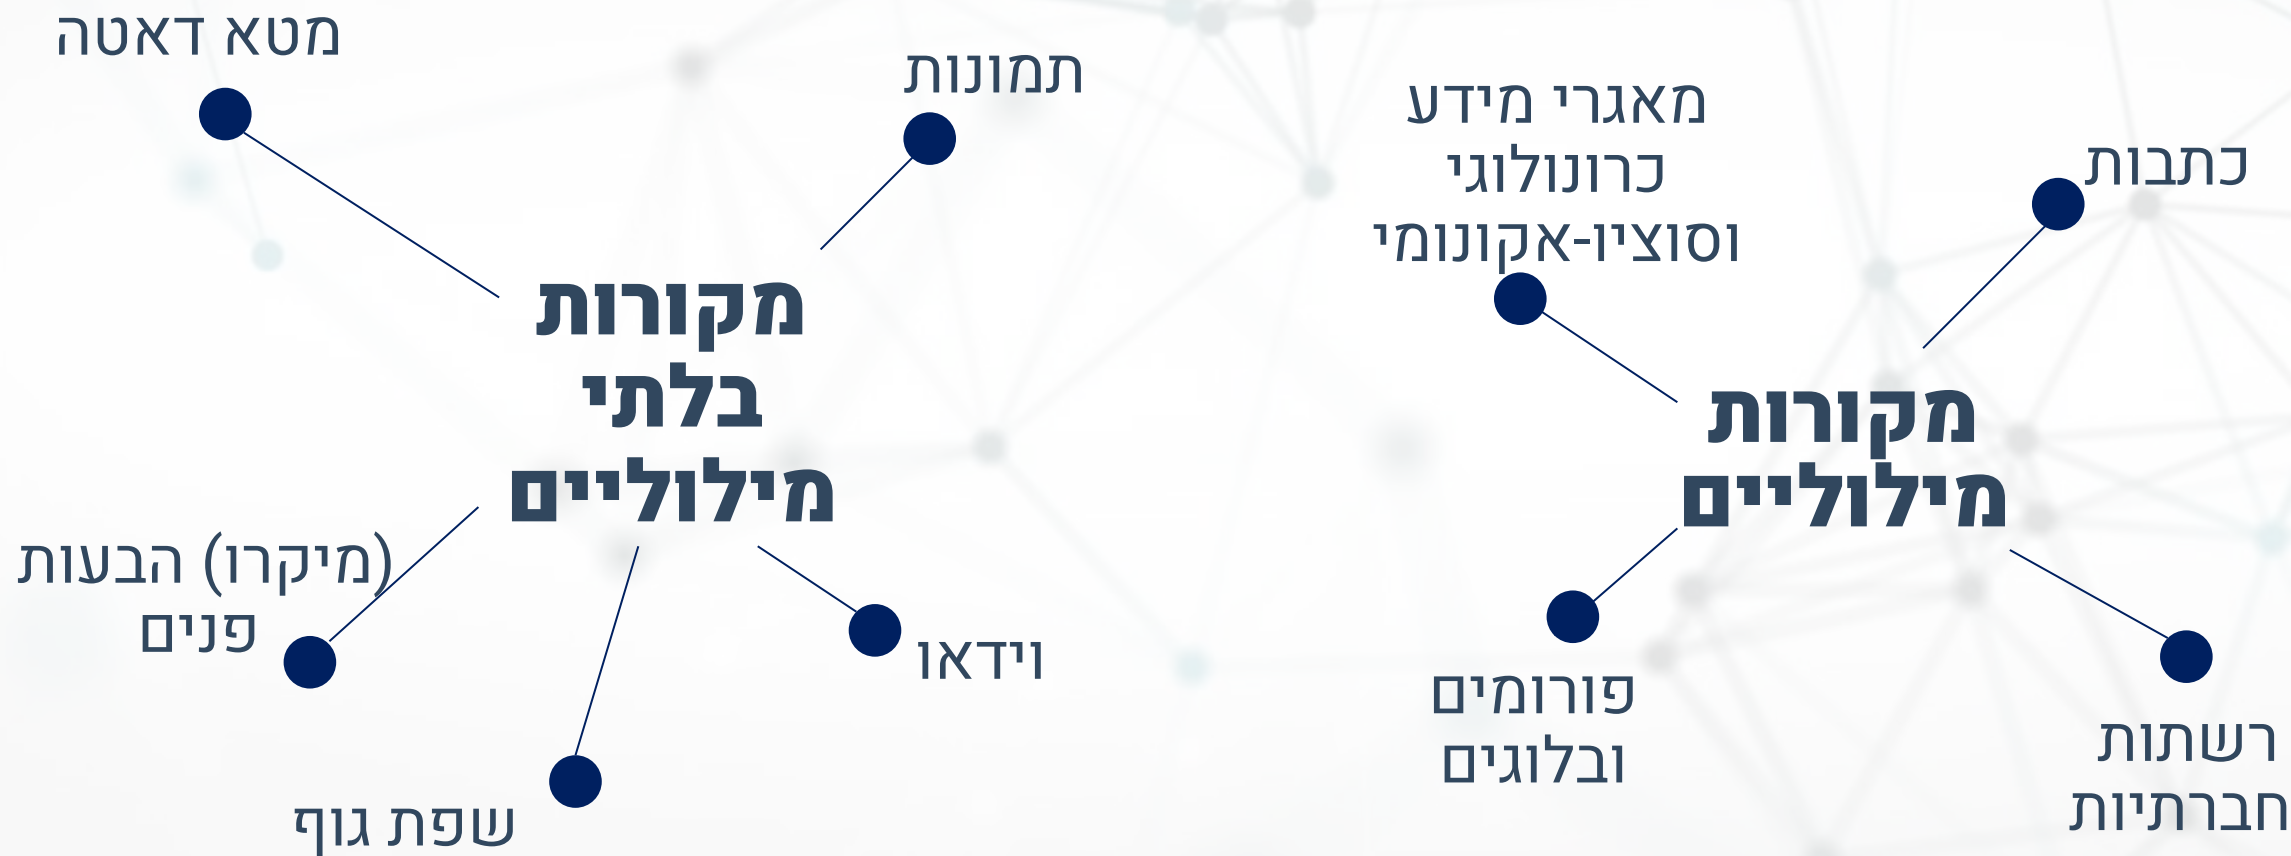 מאגרי מידע
כרונולוגי
וסוציו-אקונומי
כתבות
מקורות
מילוליים
פורומים
ובלוגים
רשתות
חברתיות
מטא דאטה
תמונות
מקורות
בלתי
מילוליים
(מיקרו) הבעות
פנים
וידאו
שפת גוף